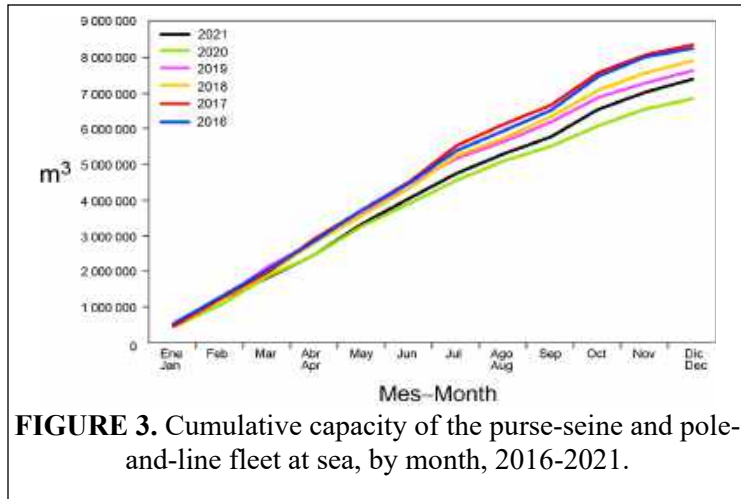 9 000 000
8 000 000
7 000 000
6 000 000
5 000 000
4 000 000
3 000 000
2 000 000
1 000 000
0
m³
2021
2020
2019
2018
2017
2016
Ene Feb Mar Abr May Jun Jul Ago Sep Oct Nov Dic
Jan Apr Aug Dec
Mes–Month
FIGURE 3. Cumulative capacity of the purse-seine and pole-
and-line fleet at sea, by month, 2016-2021.